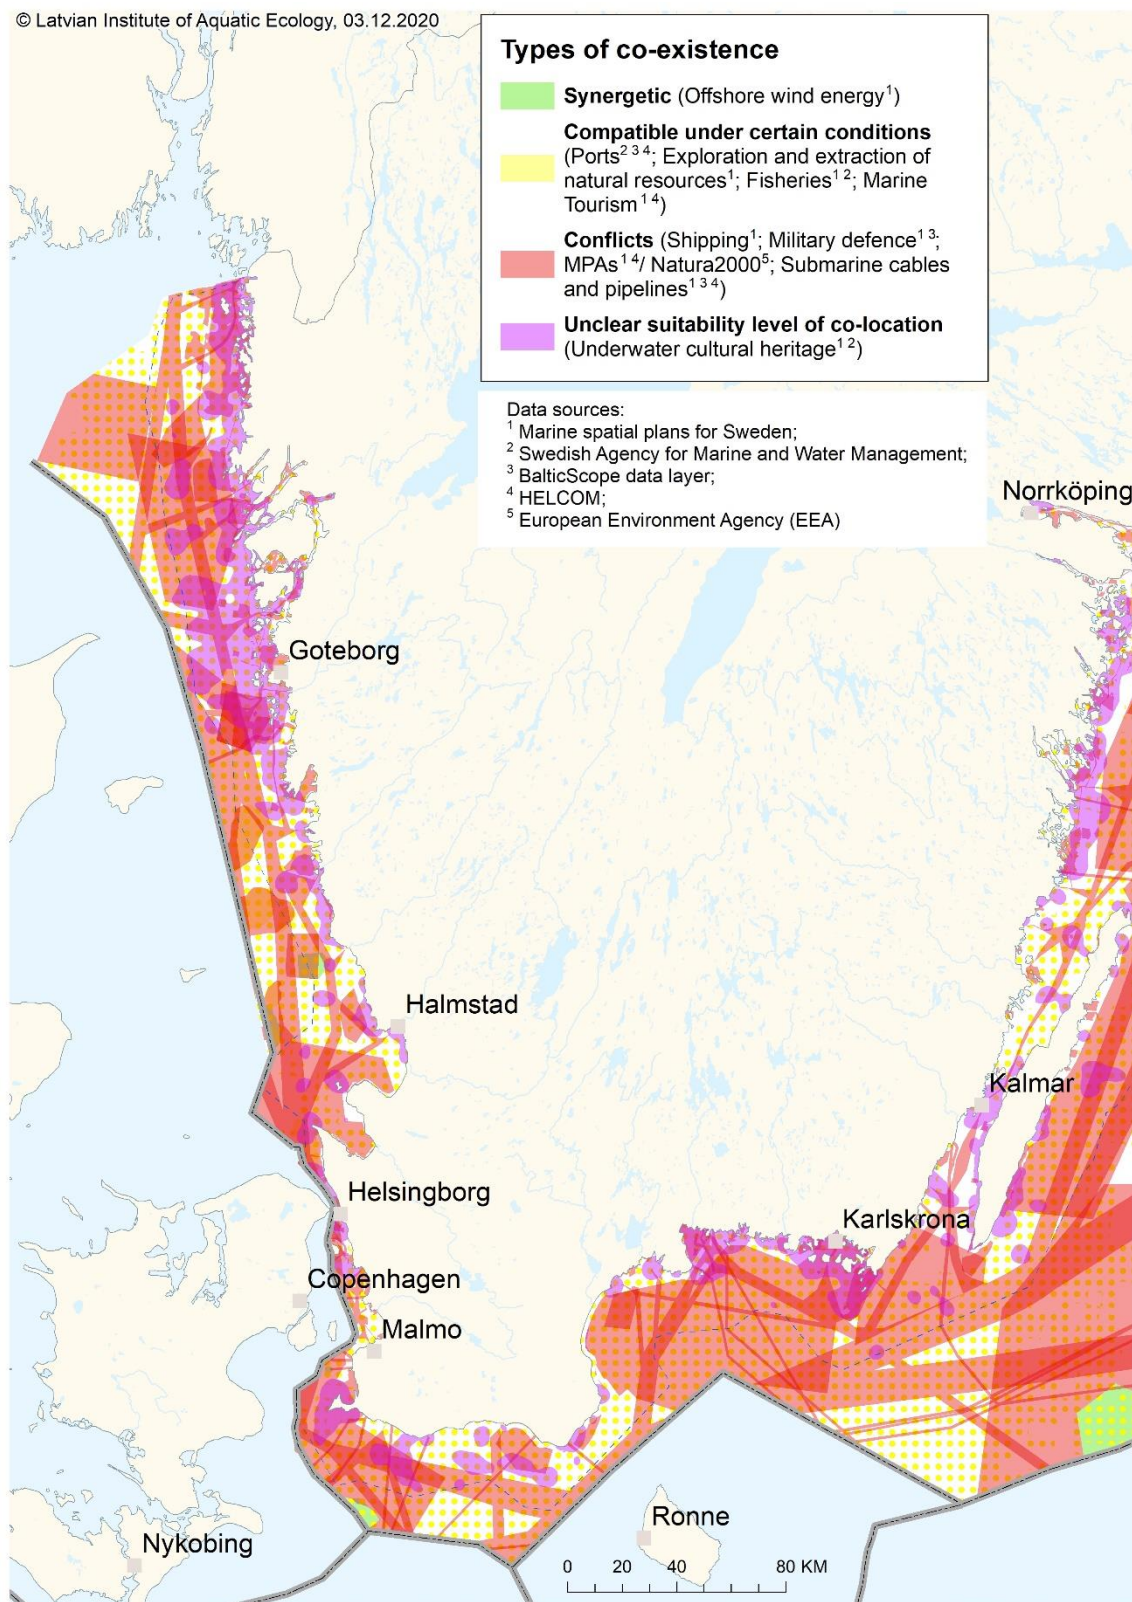 © Latvian Institute of Aquatic Ecology, 03.12.2020
Types of co-existence
Synergetic (Offshore wind energy¹)
Compatible under certain conditions
(Ports² ³ ⁴; Exploration and extraction of
natural resources¹; Fisheries¹ ²; Marine
Tourism¹ ⁴)
Conflicts (Shipping¹; Military defence¹ ³;
MPAs¹ ⁴/ Natura2000⁵; Submarine cables
and pipelines¹ ³ ⁴)
Unclear suitability level of co-location
(Underwater cultural heritage¹ ²)
Data sources:
¹ Marine spatial plans for Sweden;
² Swedish Agency for Marine and Water Management;
³ BalticScope data layer;
⁴ HELCOM;
⁵ European Environment Agency (EEA)
Norrköping
Goteborg
Halmstad
Kalmar
Helsingborg
Karlskrona
Copenhagen
Malmo
Ronne
Nykobing
0 20 40 80 KM